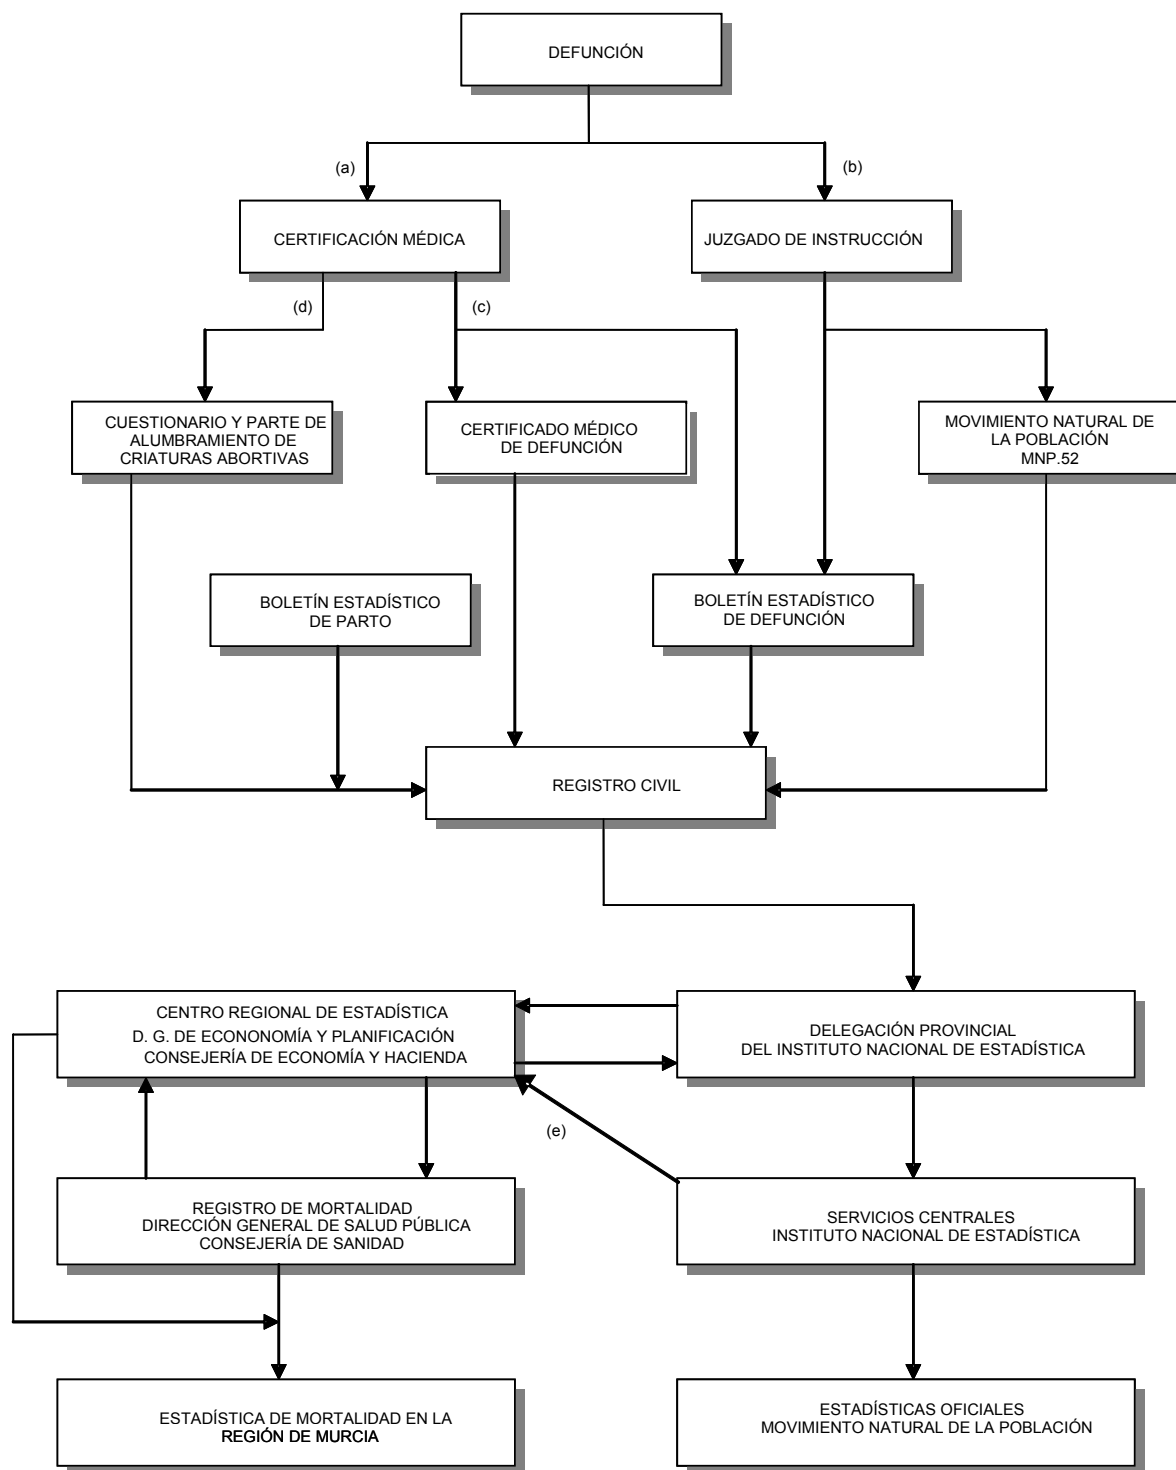 DEFUNCIÓN
(a)
(b)
CERTIFICACIÓN MÉDICA
JUZGADO DE INSTRUCCIÓN
(d)
(c)
CUESTIONARIO Y PARTE DE
ALUMBRAMIENTO DE
CRIATURAS ABORTIVAS
CERTIFICADO MÉDICO
DE DEFUNCIÓN
MOVIMIENTO NATURAL DE
LA POBLACIÓN
MNP.52
BOLETÍN ESTADÍSTICO
DE PARTO
BOLETÍN ESTADÍSTICO
DE DEFUNCIÓN
REGISTRO CIVIL
CENTRO REGIONAL DE ESTADÍSTICA
D. G. DE ECONONOMÍA Y PLANIFICACIÓN
CONSEJERÍA DE ECONOMÍA Y HACIENDA
DELEGACIÓN PROVINCIAL
DEL INSTITUTO NACIONAL DE ESTADÍSTICA
(e)
REGISTRO DE MORTALIDAD
DIRECCIÓN GENERAL DE SALUD PÚBLICA
CONSEJERÍA DE SANIDAD
SERVICIOS CENTRALES
INSTITUTO NACIONAL DE ESTADÍSTICA
ESTADÍSTICA DE MORTALIDAD EN LA
REGIÓN DE MURCIA
ESTADÍSTICAS OFICIALES
MOVIMIENTO NATURAL DE LA POBLACIÓN